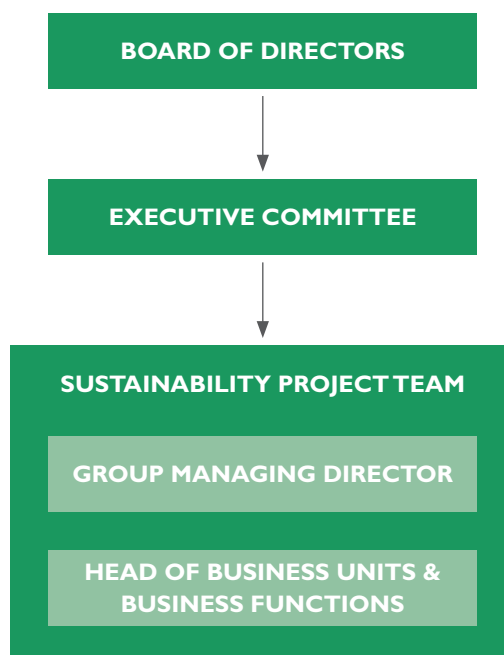 BOARD OF DIRECTORS
EXECUTIVE COMMITTEE
SUSTAINABILITY PROJECT TEAM
GROUP MANAGING DIRECTOR
HEAD OF BUSINESS UNITS &
BUSINESS FUNCTIONS